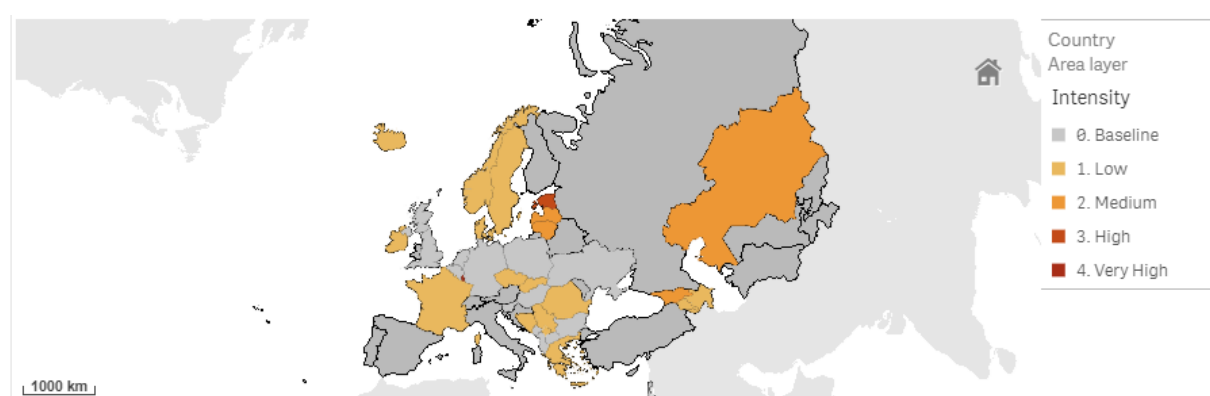 Country
Area layer
Intensity
0. Baseline
1. Low
2. Medium
3. High
4. Very High
1000 km